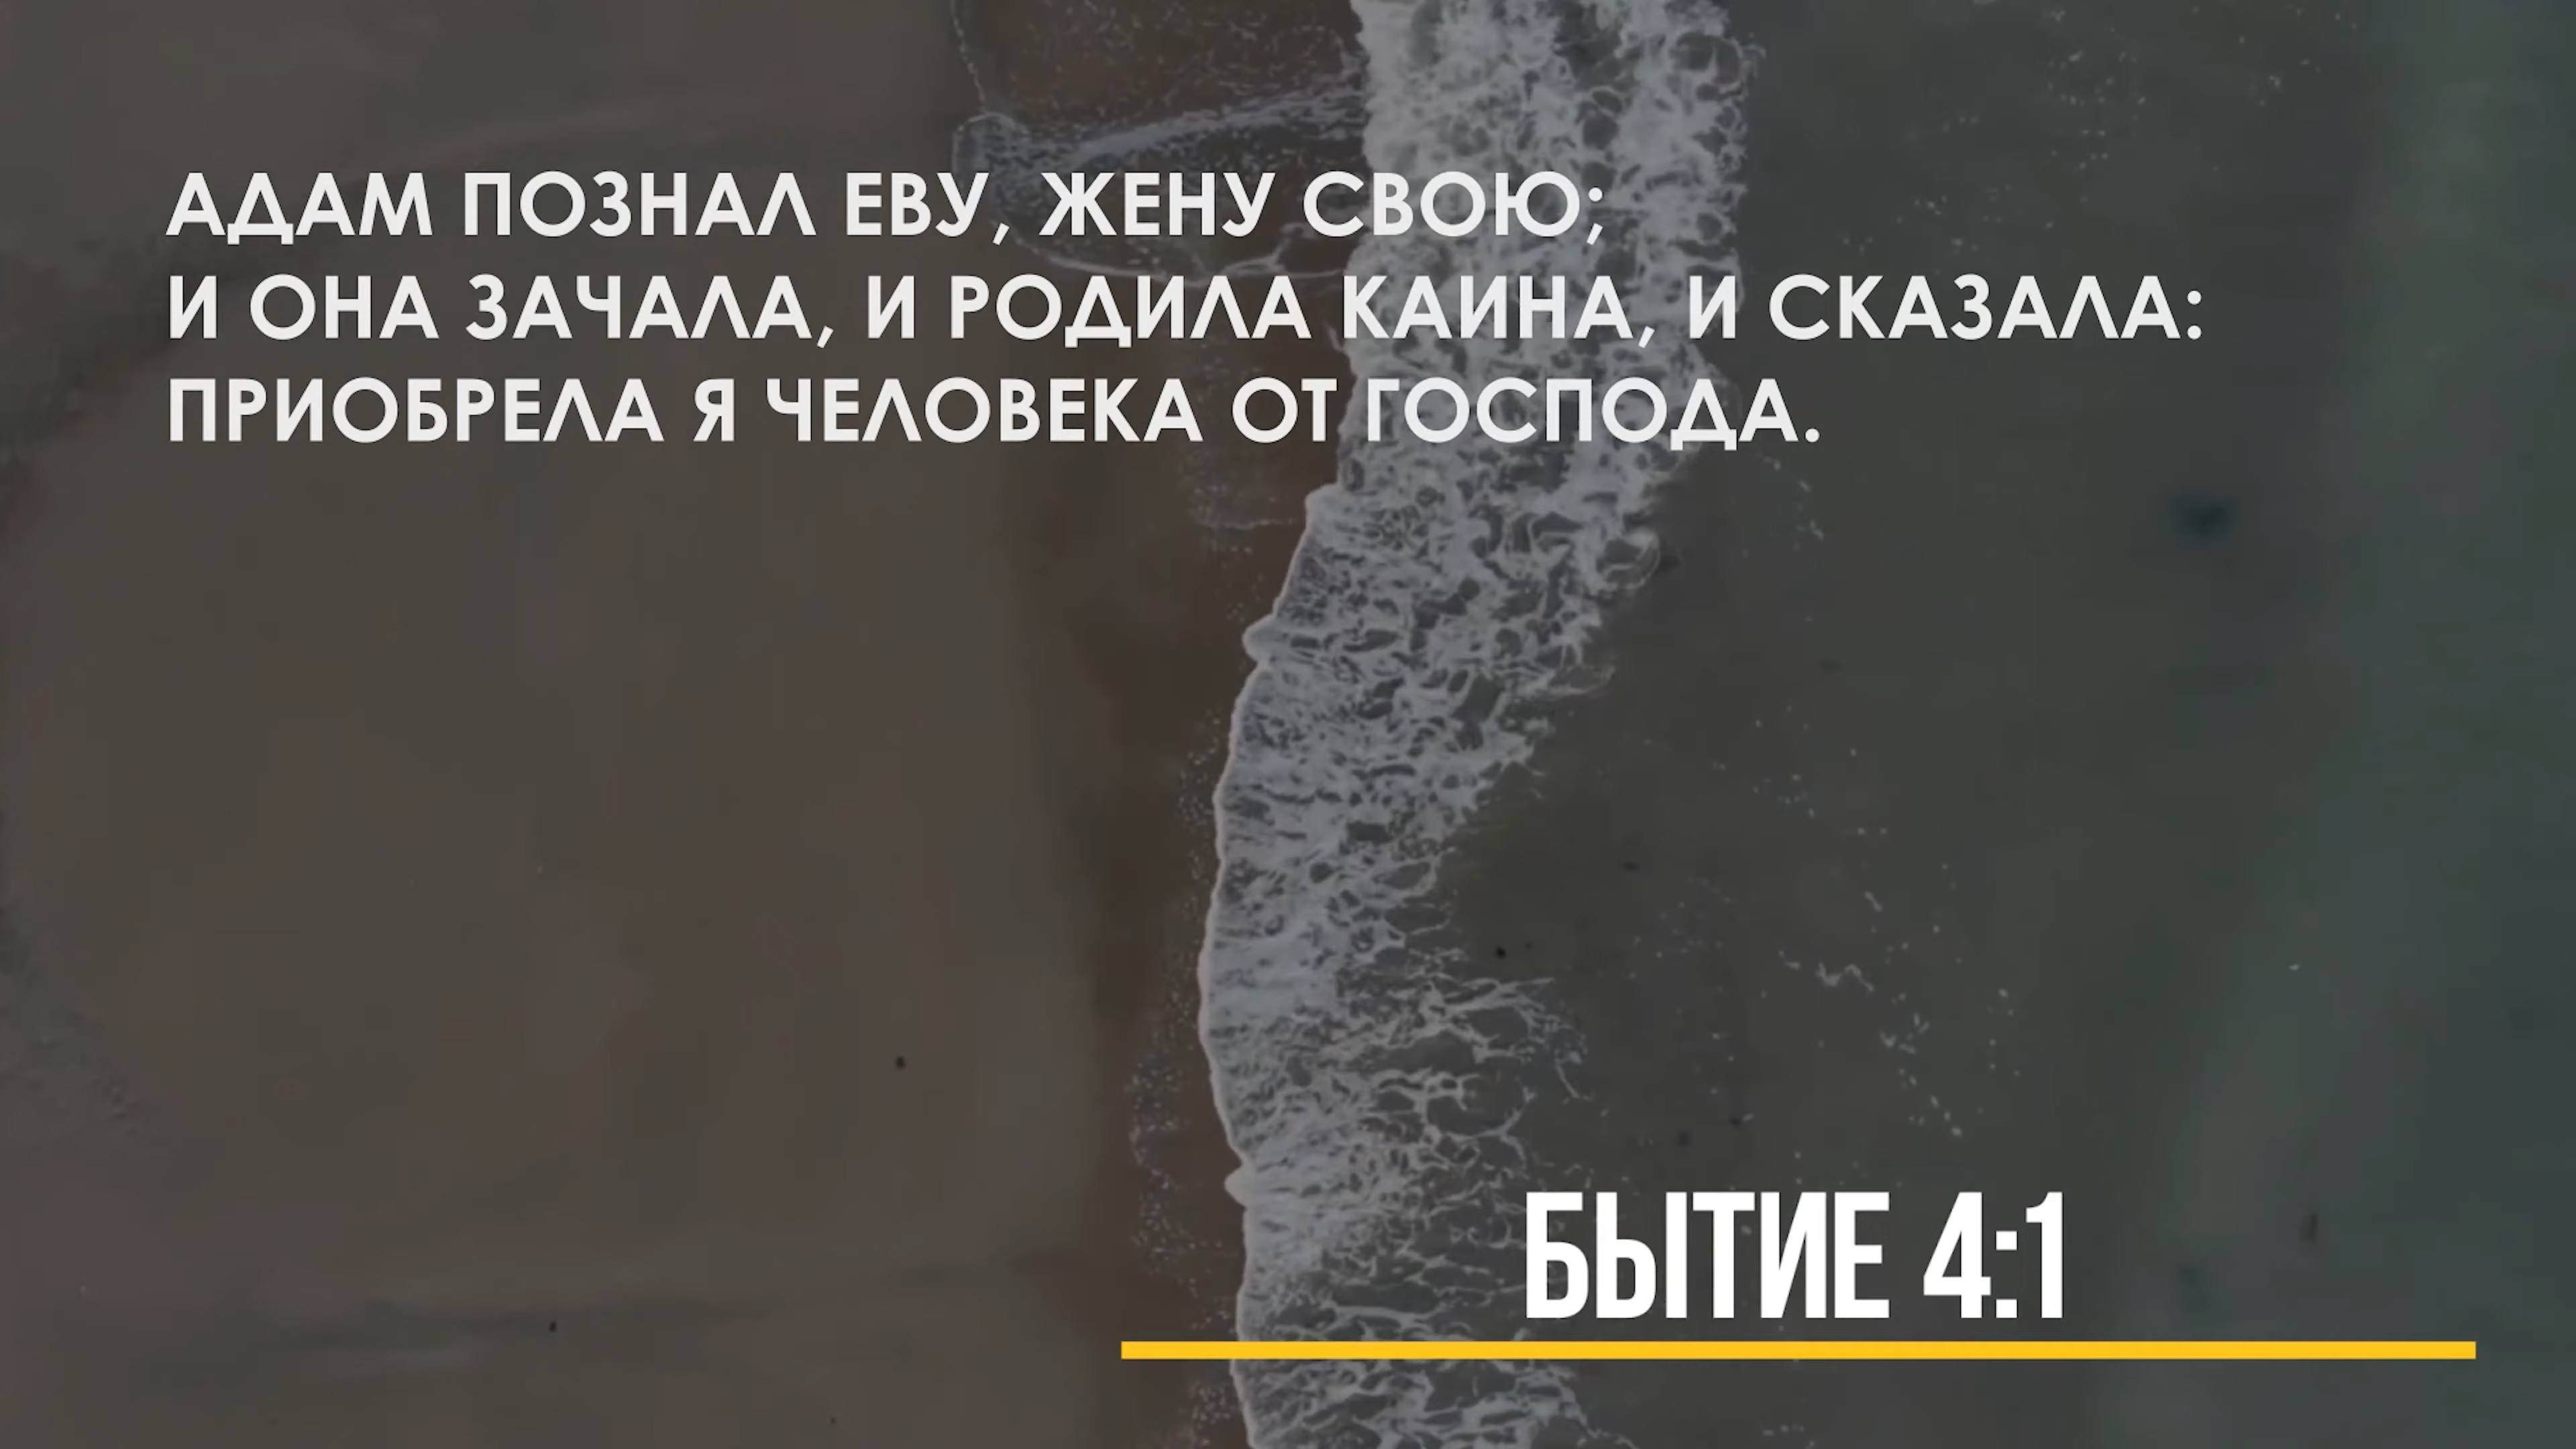 АДАМ ПОЗНАЛ ЕВУ, ЖЕНУ СВОЮ;
И ОНА ЗАЧАЛА, И РОДИЛА КАИНА, И СКАЗАЛА:
ПРИОБРЕЛА Я ЧЕЛОВЕКА ОТ ГОСПОДА.
БЫТИЕ 4:1